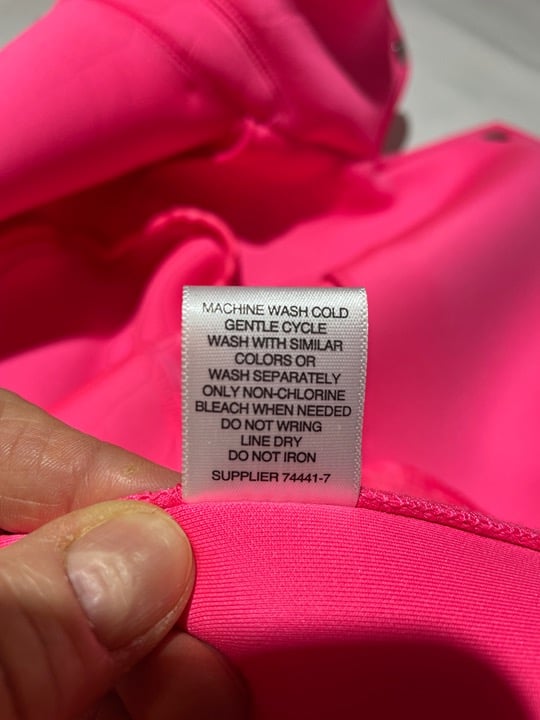 MACHINE WASH COLD
GENTLE CYCLE
WASH WITH SIMILAR
COLORS OR
WASH SEPARATELY
ONLY NON-CHLORINE
BLEACH WHEN NEEDED
DO NOT WRING
LINE DRY
DO NOT IRON
SUPPLIER 74441-7